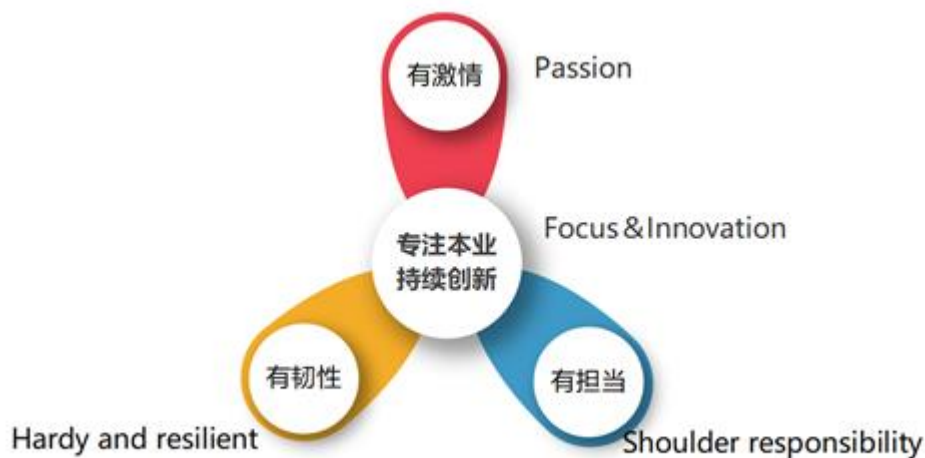 有激情
Passion
专注本业
持续创新
Focus&Innovation
有韧性
Hardy and resilient
有担当
Shoulder responsibility